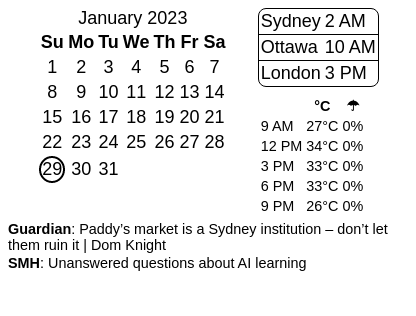 January 2023
Su Mo Tu We Th Fr Sa
1 2 3 4 5 6 7
8 9 10 11 12 13 14
15 16 17 18 19 20 21
22 23 24 25 26 27 28
29 30 31
Sydney 2 AM
Ottawa 10 AM
London 3 PM
°C ☂
9 AM 27°C 0%
12 PM 34°C 0%
3 PM 33°C 0%
6 PM 33°C 0%
9 PM 26°C 0%
Guardian: Paddy’s market is a Sydney institution – don’t let
them ruin it | Dom Knight
SMH: Unanswered questions about AI learning